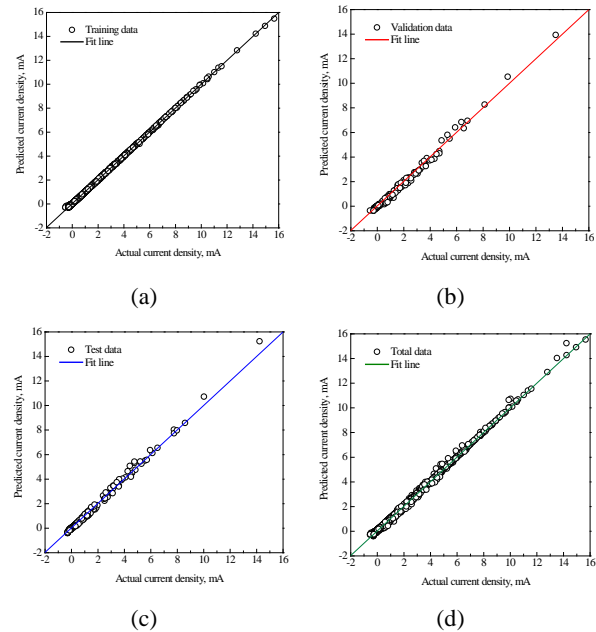 16
14
12
10
8
6
4
2
0
-2
Predicted current density, mA
Training data
Fit line
-2 0 2 4 6 8 10 12 14 16
Actual current density, mA
(a)
16
14
12
10
8
6
4
2
0
-2
Predicted current density, mA
Validation data
Fit line
-2 0 2 4 6 8 10 12 14 16
Actual current density, mA
(b)
16
14
12
10
8
6
4
2
0
-2
Predicted current density, mA
Test data
Fit line
-2 0 2 4 6 8 10 12 14 16
Actual current density, mA
(c)
16
14
12
10
8
6
4
2
0
-2
Predicted current density, mA
Total data
Fit line
-2 0 2 4 6 8 10 12 14 16
Actual current density, mA
(d)